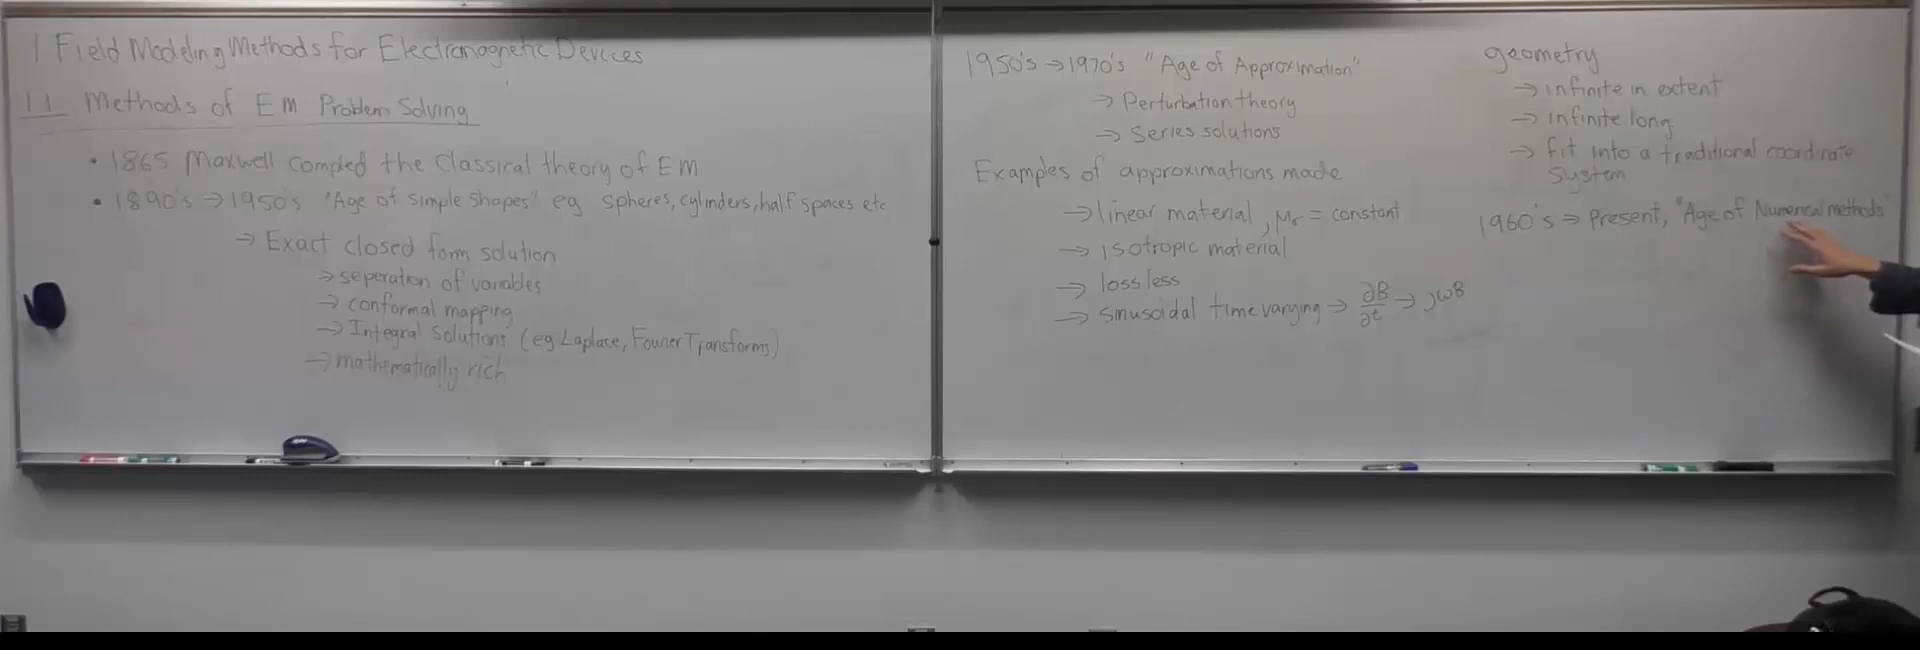 1 Field Modeling Methods for Electromagnetic Devices
1.1 Methods of EM Problem Solving
• 1865 Maxwell compled the Classical theory of EM
• 1890's → 1950's "Age of simple shapes" eg spheres, cylinders, half spaces etc
→ Exact closed form solution
→ seperation of variables
→ conformal mapping
→ Integral Solutions (eg Laplace, Fourier Transforms)
→ mathematically rich
1950's → 1970's "Age of Approximation"
→ Perturbation theory
→ series solutions
Examples of approximations made
→ linear material, μr = constant
→ isotropic material
→ lossless
→ sinusoidal time varying → ∂B/∂t → jωB
geometry
→ infinite in extent
→ infinite long
→ fit into a traditional coordinate
system
1960's → Present, "Age of Numerical methods"